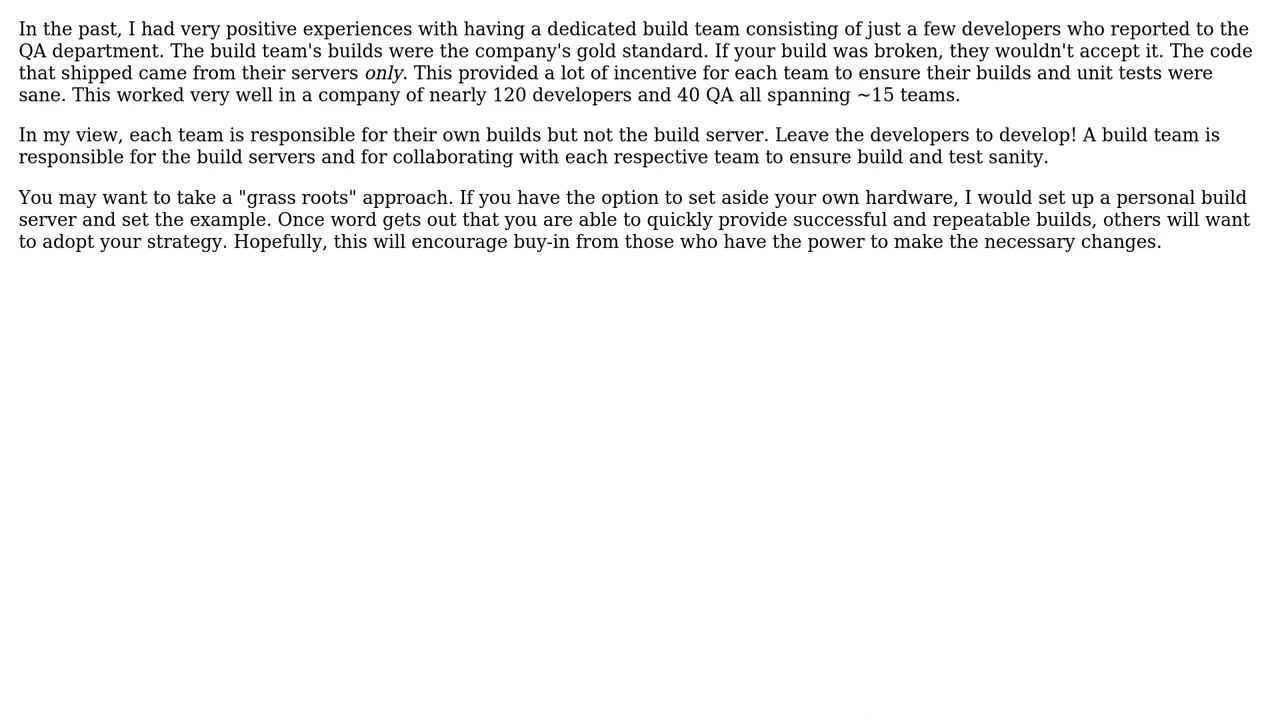 In the past, I had very positive experiences with having a dedicated build team consisting of just a few developers who reported to the
QA department. The build team's builds were the company's gold standard. If your build was broken, they wouldn't accept it. The code
that shipped came from their servers only. This provided a lot of incentive for each team to ensure their builds and unit tests were
sane. This worked very well in a company of nearly 120 developers and 40 QA all spanning ~15 teams.
In my view, each team is responsible for their own builds but not the build server. Leave the developers to develop! A build team is
responsible for the build servers and for collaborating with each respective team to ensure build and test sanity.
You may want to take a "grass roots" approach. If you have the option to set aside your own hardware, I would set up a personal build
server and set the example. Once word gets out that you are able to quickly provide successful and repeatable builds, others will want
to adopt your strategy. Hopefully, this will encourage buy-in from those who have the power to make the necessary changes.